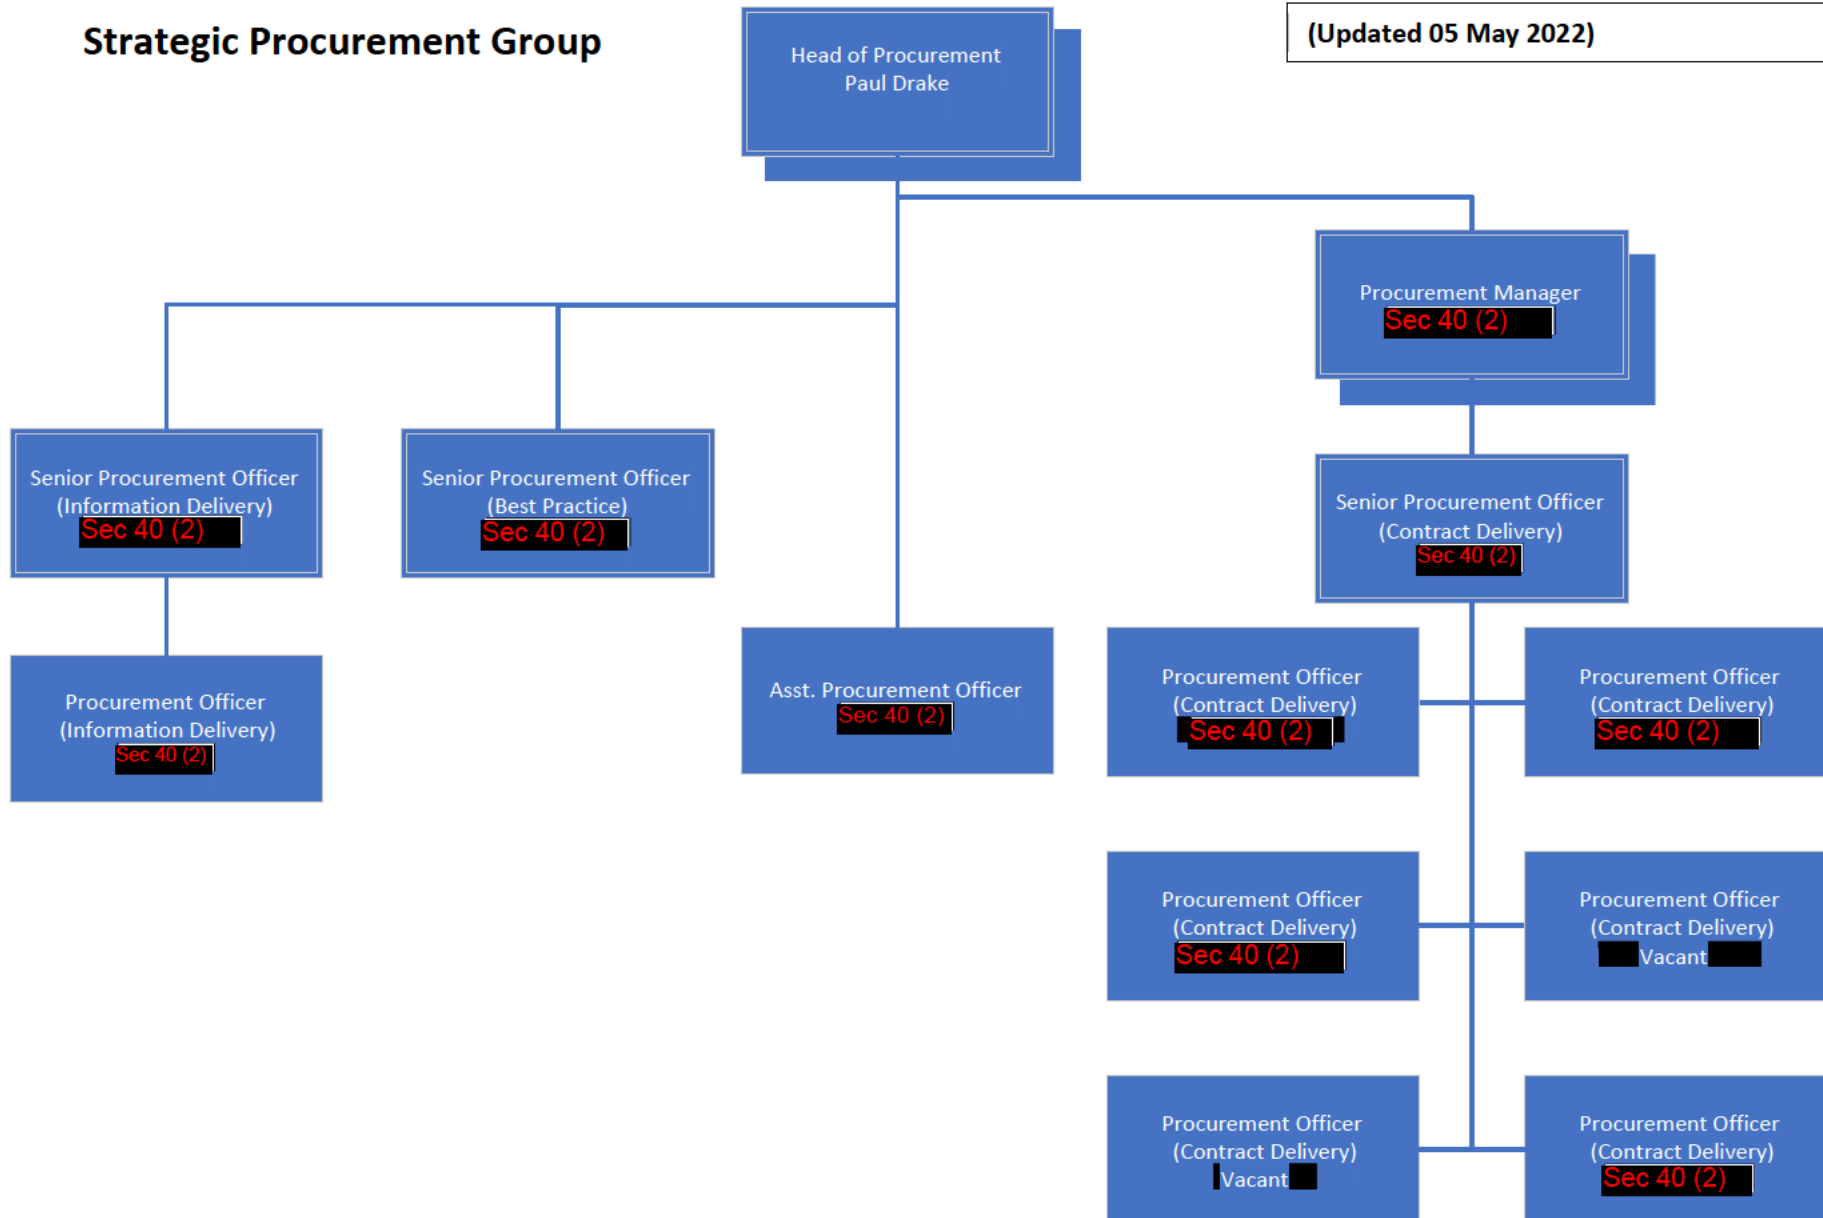 Strategic Procurement Group
Head of Procurement
Paul Drake
(Updated 05 May 2022)
Procurement Manager
Sec 40 (2)
Senior Procurement Officer
(Information Delivery)
Sec 40 (2)
Senior Procurement Officer
(Best Practice)
Sec 40 (2)
Senior Procurement Officer
(Contract Delivery)
Sec 40 (2)
Procurement Officer
(Information Delivery)
Sec 40 (2)
Asst. Procurement Officer
Sec 40 (2)
Procurement Officer
(Contract Delivery)
Sec 40 (2)
Procurement Officer
(Contract Delivery)
Sec 40 (2)
Procurement Officer
(Contract Delivery)
Sec 40 (2)
Procurement Officer
(Contract Delivery)
Vacant
Procurement Officer
(Contract Delivery)
Vacant
Procurement Officer
(Contract Delivery)
Sec 40 (2)